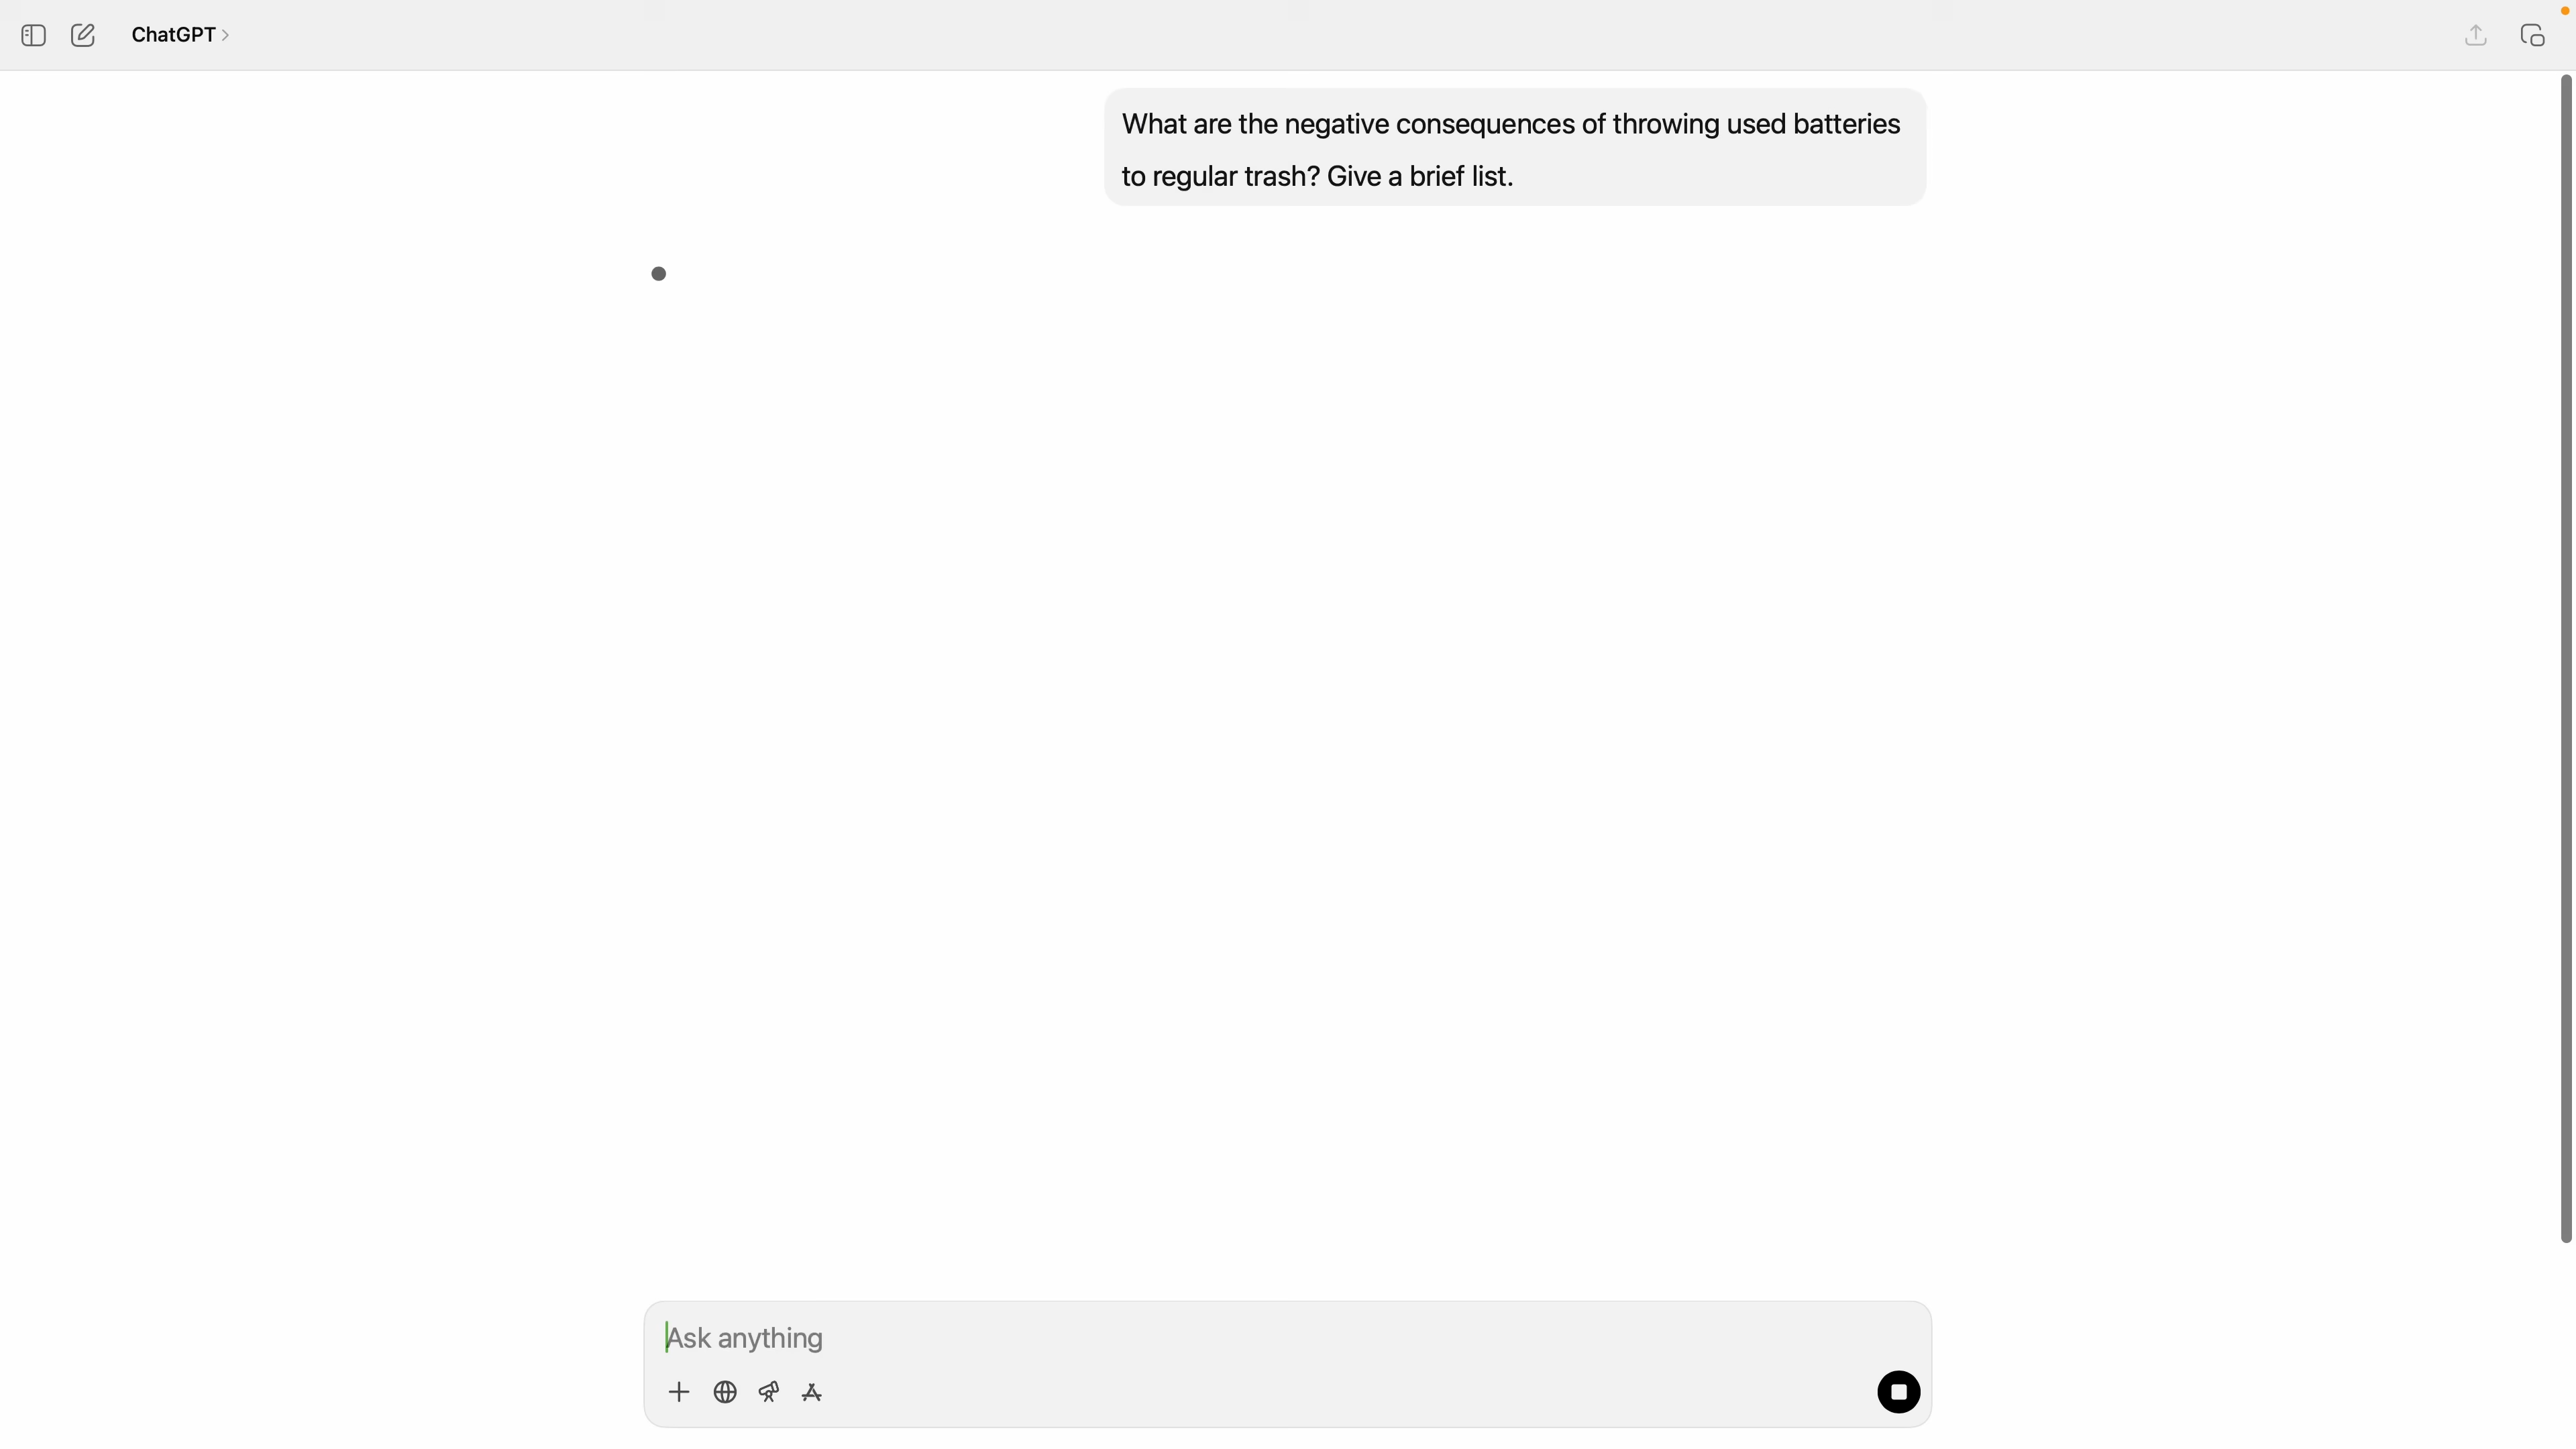 ChatGPT
What are the negative consequences of throwing used batteries
to regular trash? Give a brief list.
Ask anything